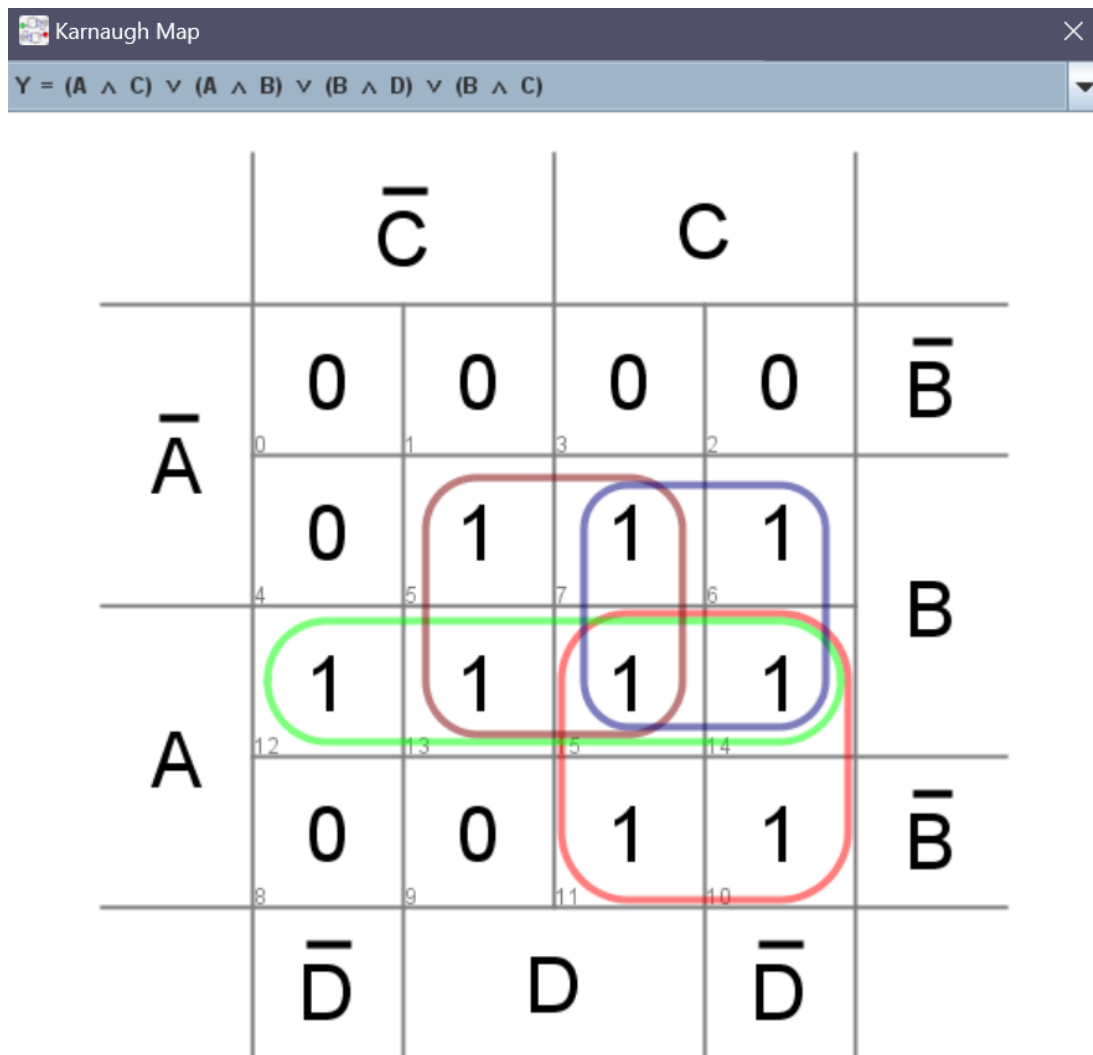 Karnaugh Map
Y = (A ∧ C) ∨ (A ∧ B) ∨ (B ∧ D) ∨ (B ∧ C)
C̅ C
A̅ 0 0 0 0 B̅
0 1 3 2
0 1 1 1 B
4 5 7 6
A 1 1 1 1
12 13 15 14
0 0 1 1 B̅
8 9 11 10
D̅ D D̅